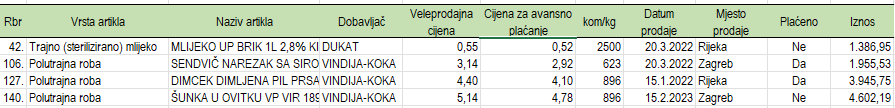 Rbr Vrsta artikla Naziv artikla Dobavljač Veleprodajna cijena Cijena za avansno plaćanje kom/kg Datum prodaje Mjesto prodaje Plaćeno Iznos
42. Trajno (sterilizirano) mlijeko MLIJEKO UP BRIK 1L 2,8% KI DUKAT 0,55 0,52 2500 20.3.2022 Rijeka Ne 1.386,95
106. Polutrajna roba SENDVIČ NAREZAK SA SIRO VINDIJA-KOKA 3,14 2,92 623 20.3.2022 Zagreb Da 1.955,53
127. Polutrajna roba DIMCEK DIMLJENA PIL PRSA VINDIJA-KOKA 4,40 4,10 896 15.1.2022 Rijeka Da 3.945,75
140. Polutrajna roba ŠUNKA U OVITKU VP VIR 189 VINDIJA-KOKA 5,14 4,78 896 15.2.2023 Zagreb Ne 4.602,19